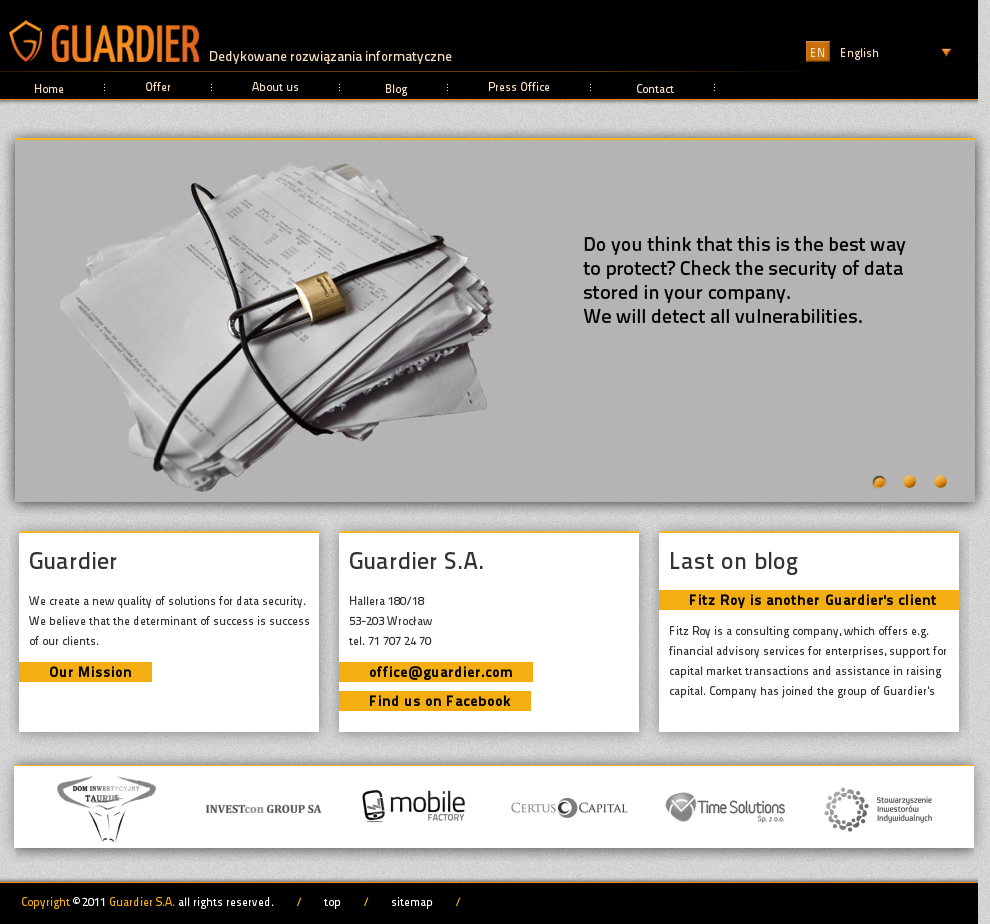 GUARDIER
Dedykowane rozwiązania informatyczne
EN English
Home
Offer
About us
Blog
Press Office
Contact
Do you think that this is the best way
to protect? Check the security of data
stored in your company.
We will detect all vulnerabilities.
Guardier
We create a new quality of solutions for data security.
We believe that the determinant of success is success
of our clients.
Our Mission
Guardier S.A.
Hallera 180/18
53-203 Wrocław
tel. 71 707 24 70
office@guardier.com
Find us on Facebook
Last on blog
Fitz Roy is another Guardier's client
Fitz Roy is a consulting company, which offers e.g.
financial advisory services for enterprises, support for
capital market transactions and assistance in raising
capital. Company has joined the group of Guardier's
DOM INWESTYCYJNY
TAURUS
INVESTcon GROUP SA
mobile
FACTORY
CERTUS CAPITAL
Time Solutions
Sp. z o.o.
Stowarzyszenie
Inwestorów
Indywidualnych
Copyright © 2011 Guardier S.A. all rights reserved. / top / sitemap /